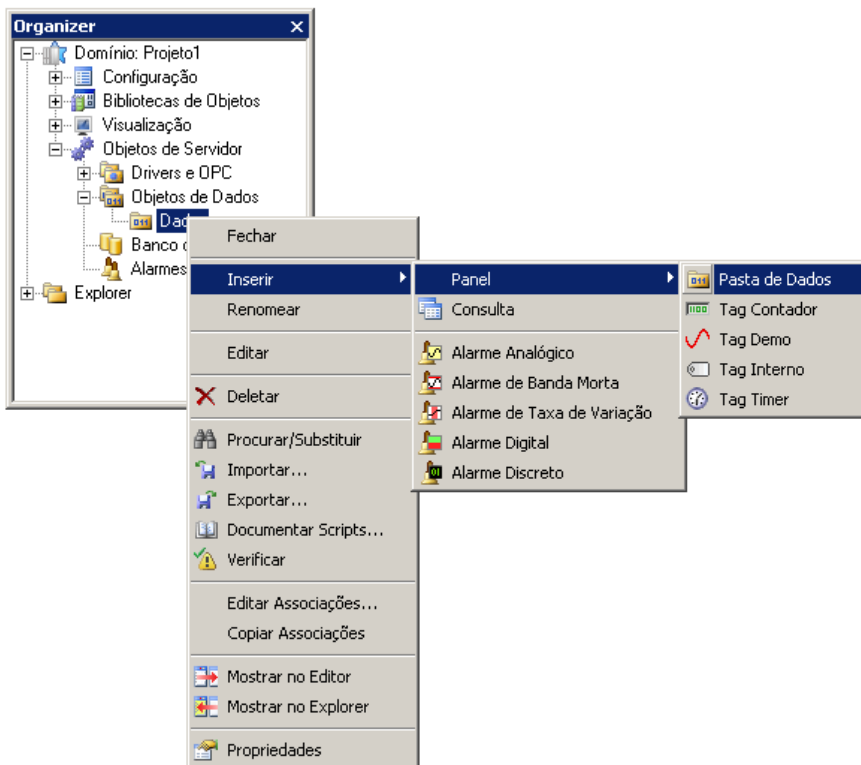 Organizer
Domínio: Projeto1
Configuração
Bibliotecas de Objetos
Visualização
Objetos de Servidor
Drivers e OPC
Objetos de Dados
Banco
Alarmes
Explorer
Fechar
Inserir
Renomear
Editar
Deletar
Procurar/Substituir
Importar...
Exportar...
Documentar Scripts...
Verificar
Editar Associações...
Copiar Associações
Mostrar no Editor
Mostrar no Explorer
Propriedades
Panel
Consulta
Alarme Analógico
Alarme de Banda Morta
Alarme de Taxa de Variação
Alarme Digital
Alarme Discreto
Pasta de Dados
Tag Contador
Tag Demo
Tag Interno
Tag Timer